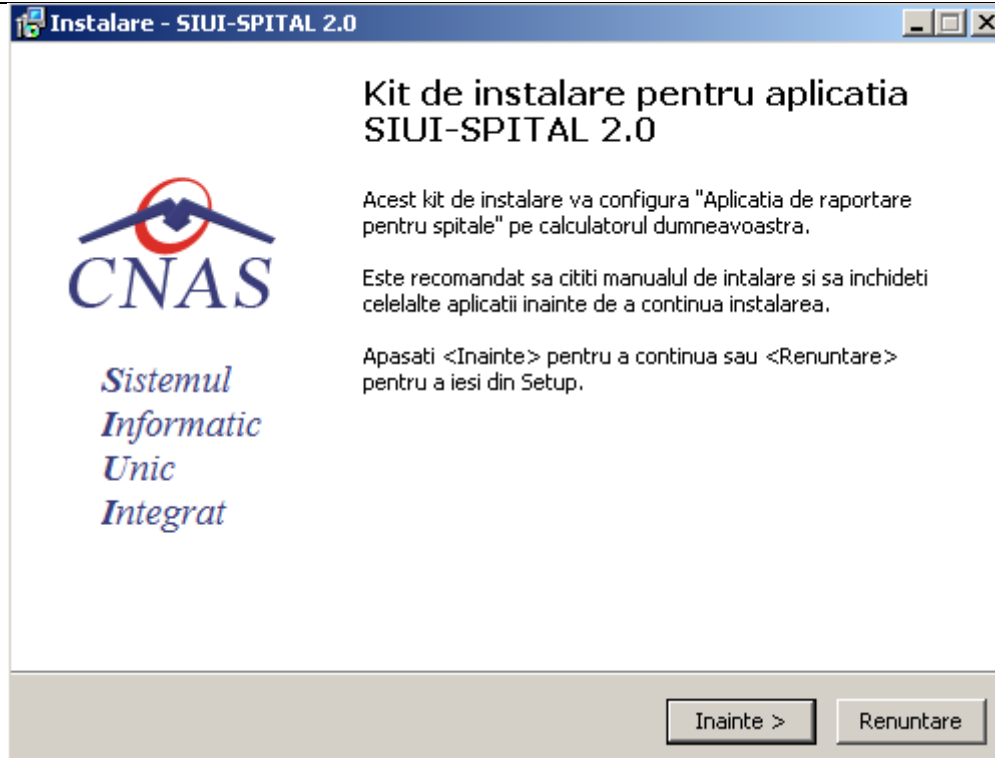 Instalare - SIUI-SPITAL 2.0
Kit de instalare pentru aplicatia
SIUI-SPITAL 2.0
Acest kit de instalare va configura "Aplicatia de raportare
pentru spitale" pe calculatorul dumneavoastra.
Este recomandat sa cititi manualul de intalare si sa inchideti
celelalte aplicatii inainte de a continua instalarea.
Apasati <Inainte> pentru a continua sau <Renuntare>
pentru a iesi din Setup.
CNAS
Sistemul
Informatic
Unic
Integrat
Inainte >
Renuntare